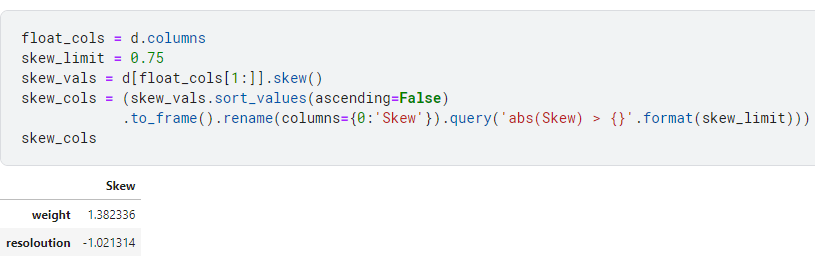 float_cols = d.columns
skew_limit = 0.75
skew_vals = d[float_cols[1:]].skew()
skew_cols = (skew_vals.sort_values(ascending=False)
.to_frame().rename(columns={0:'Skew'}).query('abs(Skew) > {}'.format(skew_limit)))
skew_cols
Skew
weight 1.382336
resoloution -1.021314